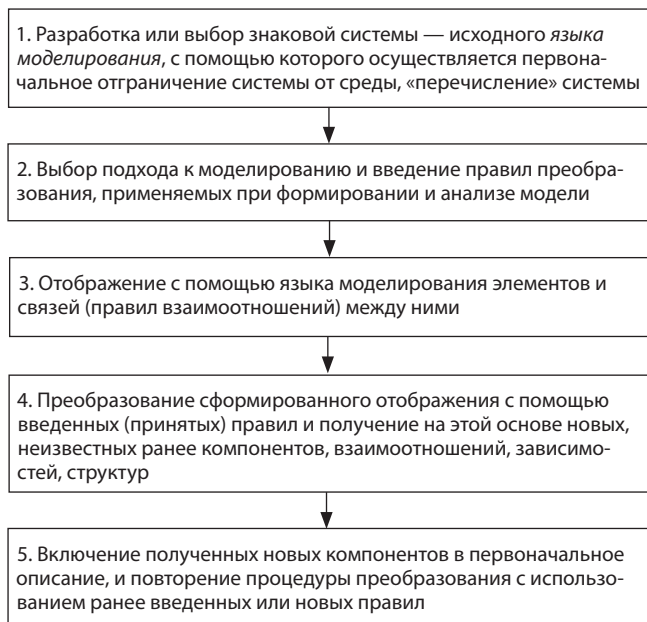 1. Разработка или выбор знаковой системы — исходного языка
моделирования, с помощью которого осуществляется первона-
чальное отграничение системы от среды, «перечисление» системы
2. Выбор подхода к моделированию и введение правил преобра-
зования, применяемых при формировании и анализе модели
3. Отображение с помощью языка моделирования элементов и
связей (правил взаимоотношений) между ними
4. Преобразование сформированного отображения с помощью
введенных (принятых) правил и получение на этой основе новых,
неизвестных ранее компонентов, взаимоотношений, зависимо-
стей, структур
5. Включение полученных новых компонентов в первоначальное
описание, и повторение процедуры преобразования с использо-
ванием ранее введенных или новых правил